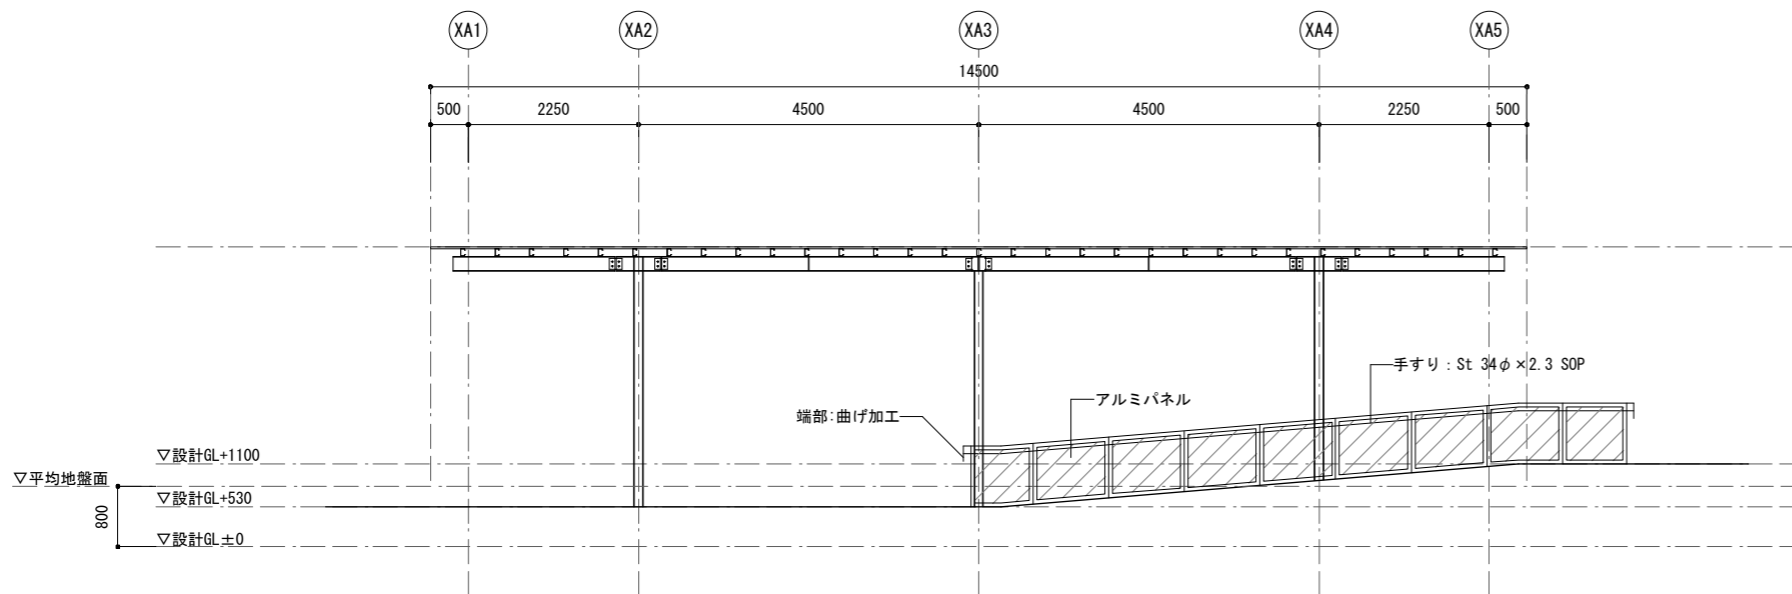 XA1 XA2 XA3 XA4 XA5
14500
500 2250 4500 4500 2250 500
手すり：St 34φ×2.3 SOP
アルミパネル
端部:曲げ加工
▽設計GL+1100
▽平均地盤面
▽設計GL+530
800
▽設計GL±0